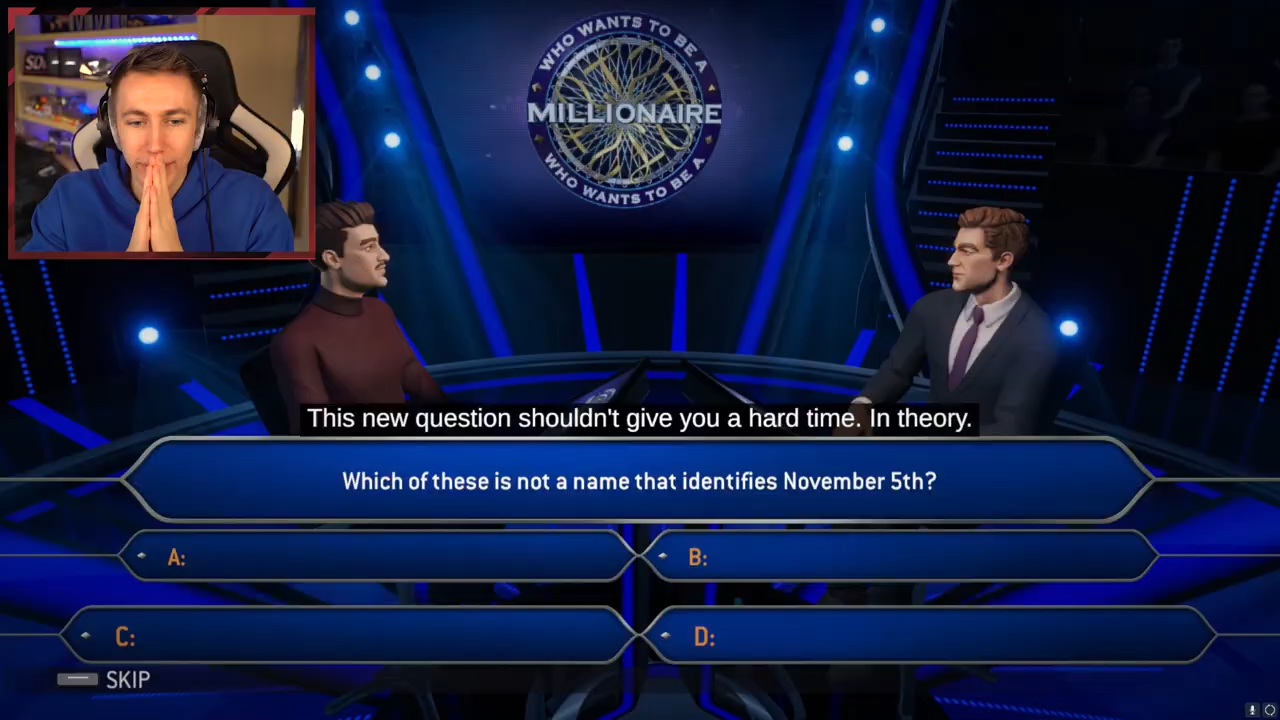 WHO WANTS TO BE A
MILLIONAIRE
WHO WANTS TO BE A
This new question shouldn't give you a hard time. In theory.
Which of these is not a name that identifies November 5th?
A:
B:
C:
D:
SKIP